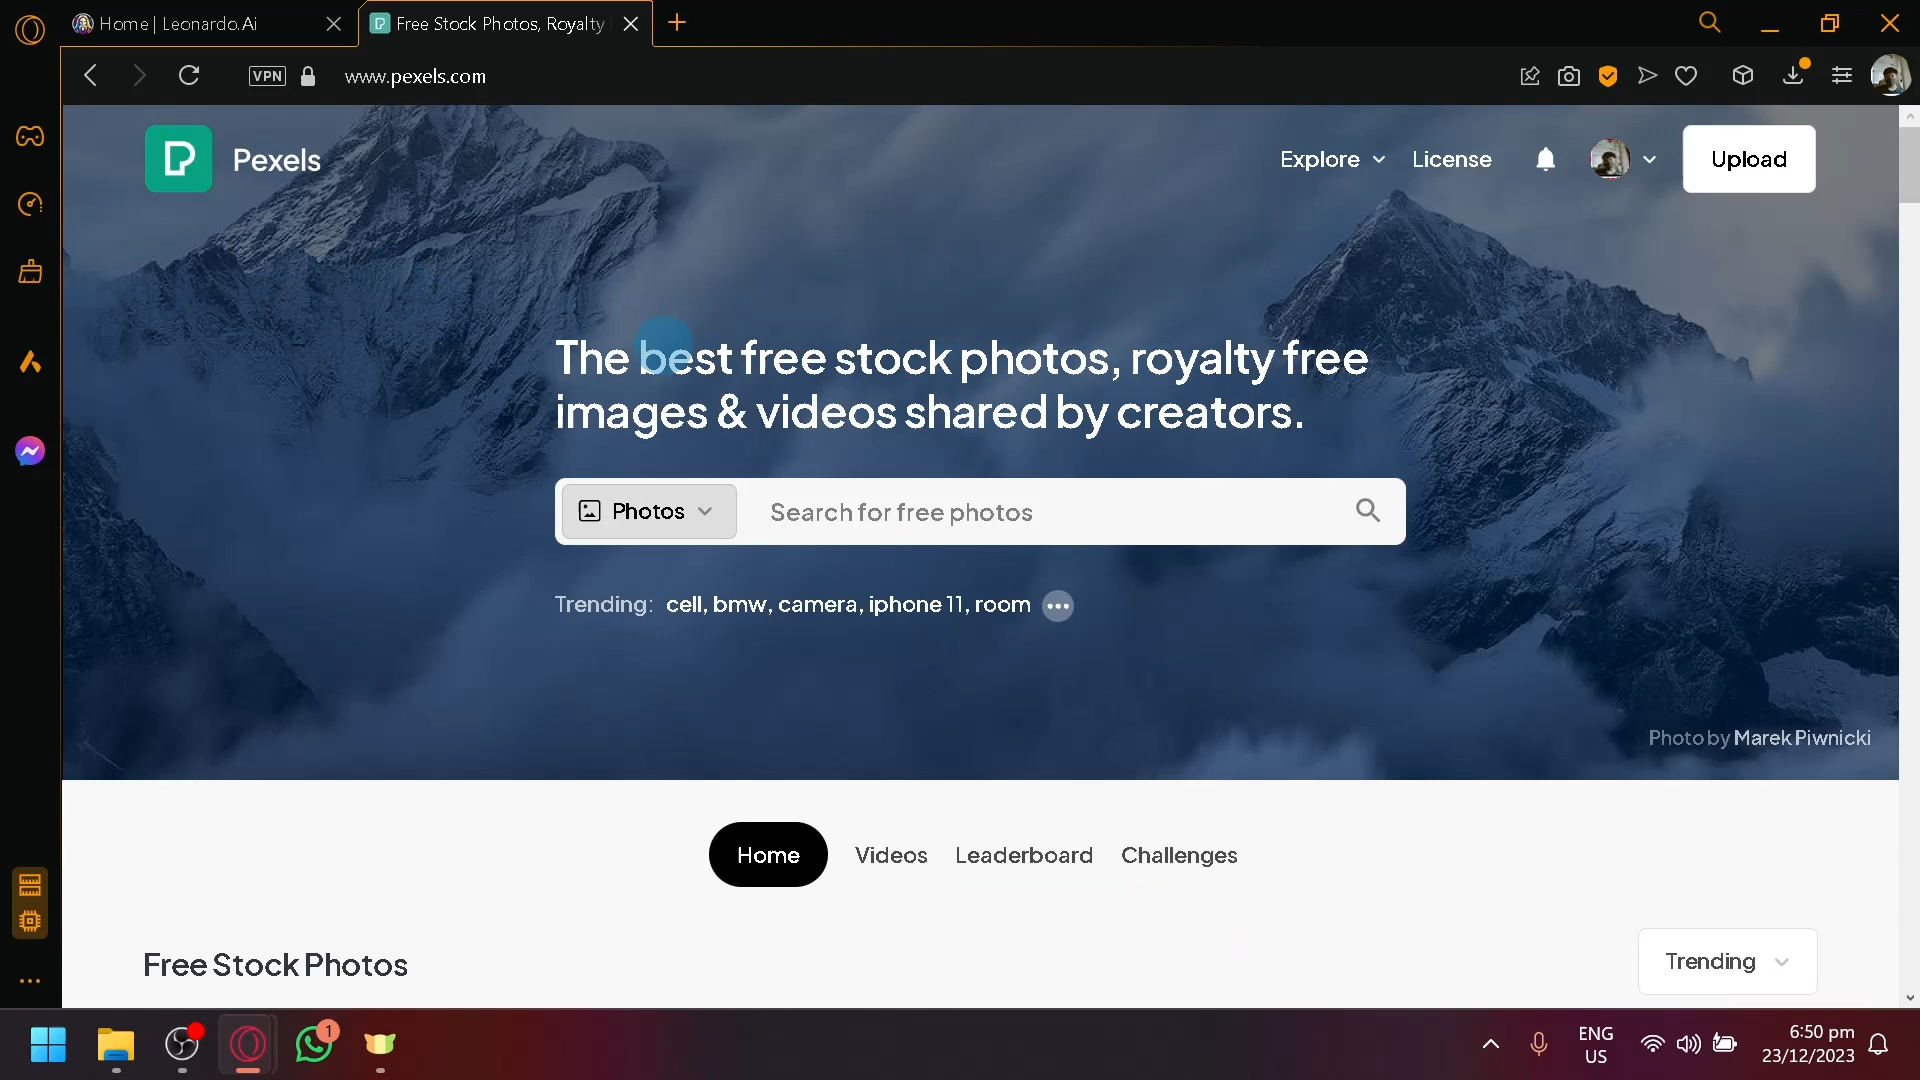 Home | Leonardo.Ai
Free Stock Photos, Royalty
VPN
www.pexels.com
Pexels
Explore
License
Upload
The best free stock photos, royalty free
images & videos shared by creators.
Photos
Search for free photos
Trending: cell, bmw, camera, iphone 11, room
Photo by Marek Piwnicki
Home
Videos
Leaderboard
Challenges
Free Stock Photos
Trending
1
ENG
US
6:50 pm
23/12/2023